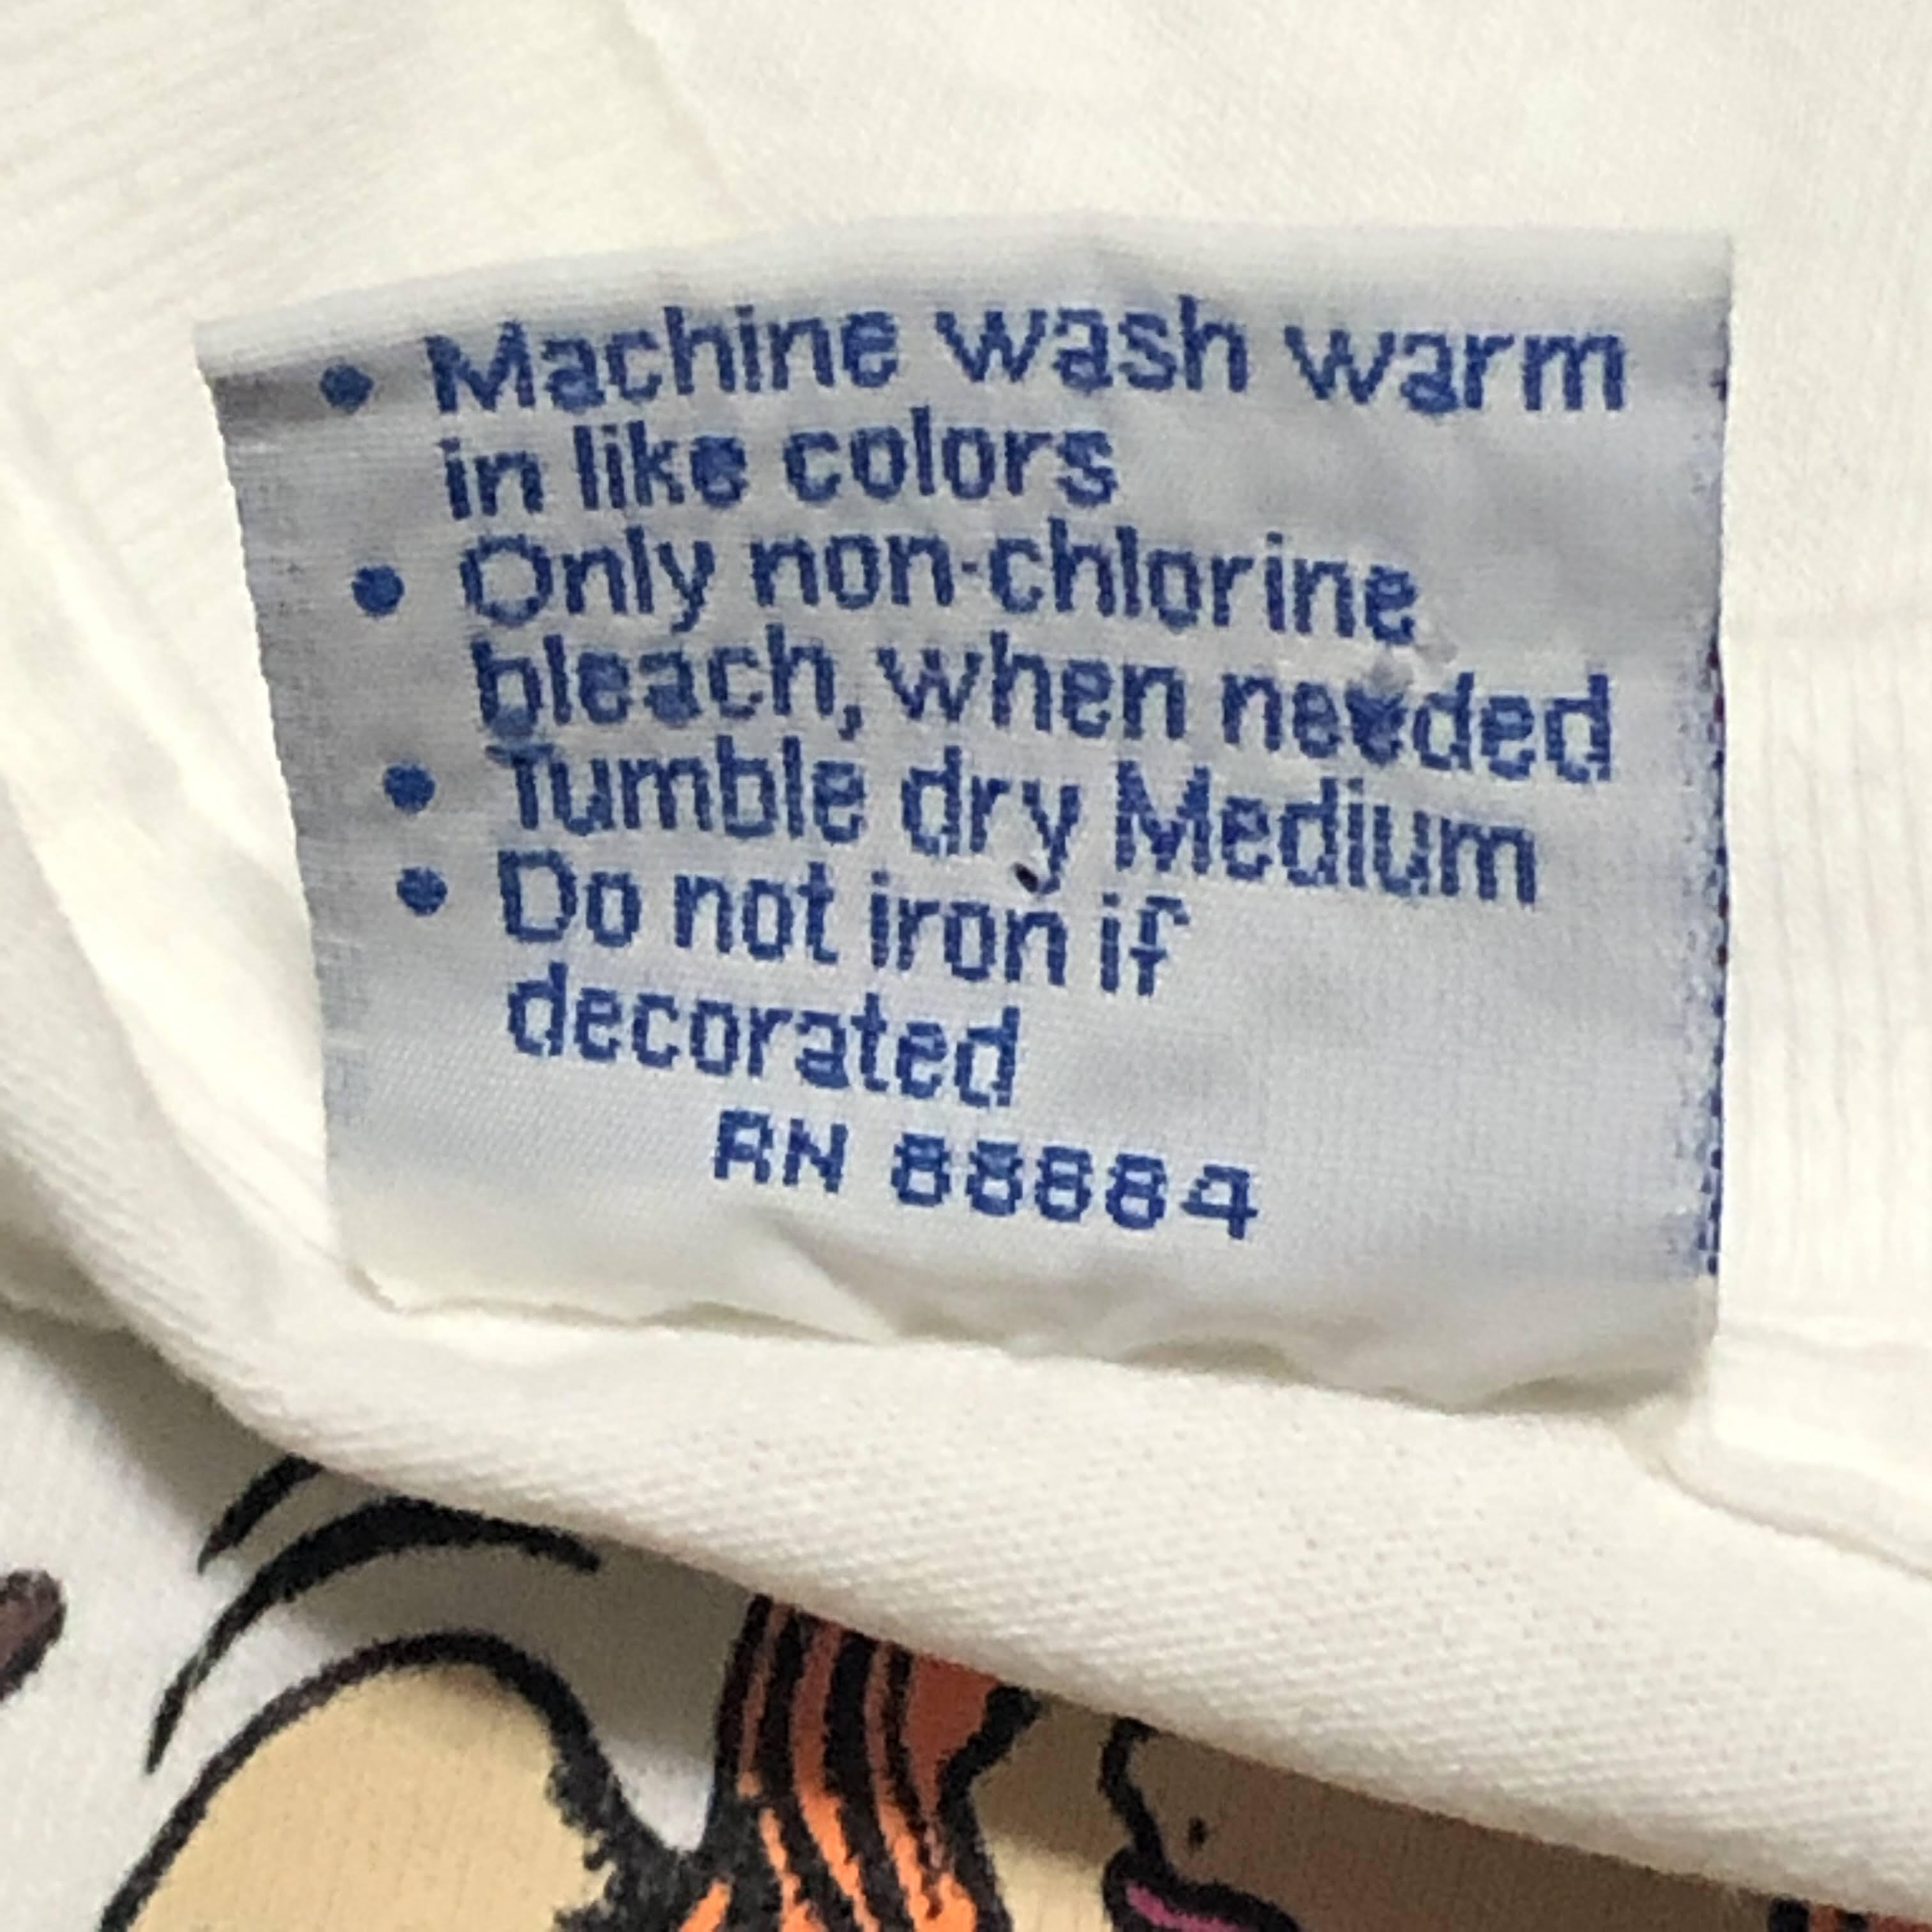 • Machine wash warm
in like colors
• Only non-chlorine
bleach, when needed
• Tumble dry Medium
• Do not iron if
decorated
RN 88884